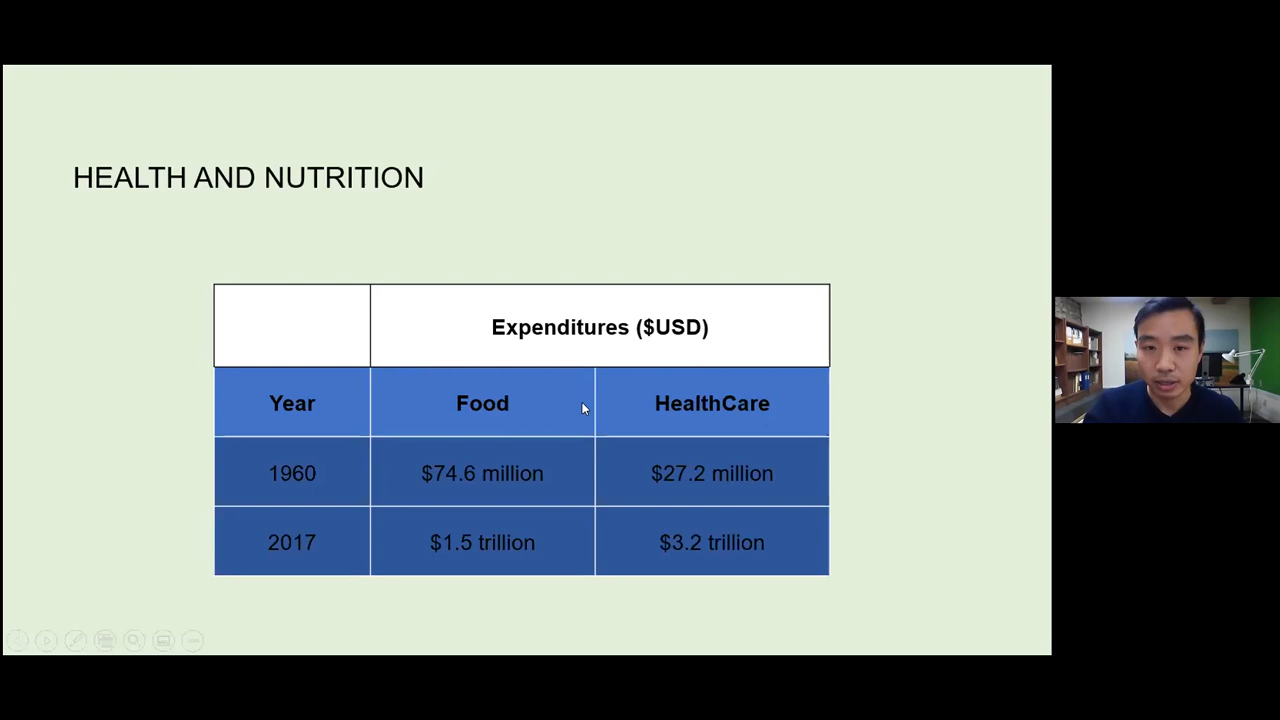 HEALTH AND NUTRITION
Expenditures ($USD)
Year Food HealthCare
1960 $74.6 million $27.2 million
2017 $1.5 trillion $3.2 trillion